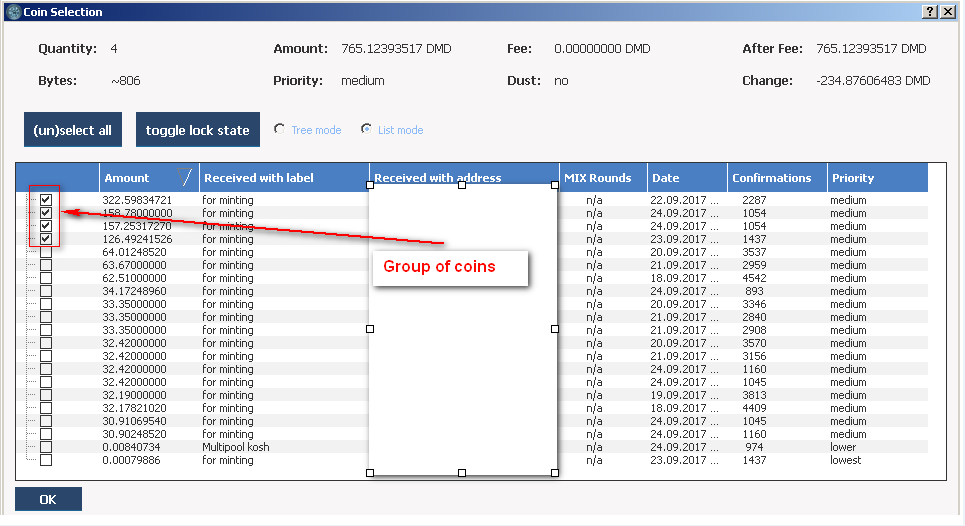 Coin Selection
Quantity: 4 Amount: 765.12393517 DMD Fee: 0.00000000 DMD After Fee: 765.12393517 DMD
Bytes: ~806 Priority: medium Dust: no Change: -234.87606483 DMD
(un)select all toggle lock state Tree mode List mode
Amount Received with label Received with address MIX Rounds Date Confirmations Priority
322.59834721 for minting n/a 22.09.2017 ... 2287 medium
158.78000000 for minting n/a 24.09.2017 ... 1054 medium
157.25317270 for minting n/a 24.09.2017 ... 1054 medium
126.49241526 for minting n/a 23.09.2017 ... 1437 medium
64.01248520 for minting n/a 20.09.2017 ... 3537 medium
Group of coins
63.67000000 for minting n/a 21.09.2017 ... 2959 medium
62.51000000 for minting n/a 18.09.2017 ... 4542 medium
34.17248960 for minting n/a 24.09.2017 ... 893 medium
33.35000000 for minting n/a 20.09.2017 ... 3346 medium
33.35000000 for minting n/a 21.09.2017 ... 2840 medium
33.35000000 for minting n/a 21.09.2017 ... 2908 medium
32.42000000 for minting n/a 20.09.2017 ... 3570 medium
32.42000000 for minting n/a 21.09.2017 ... 3156 medium
32.42000000 for minting n/a 24.09.2017 ... 1160 medium
32.42000000 for minting n/a 24.09.2017 ... 1045 medium
32.19000000 for minting n/a 19.09.2017 ... 3813 medium
32.17821020 for minting n/a 18.09.2017 ... 4409 medium
30.91069540 for minting n/a 24.09.2017 ... 1045 medium
30.90248520 for minting n/a 24.09.2017 ... 1160 medium
0.00840734 Multipool kosh n/a 24.09.2017 ... 974 lower
0.00079886 for minting n/a 23.09.2017 ... 1437 lowest
OK